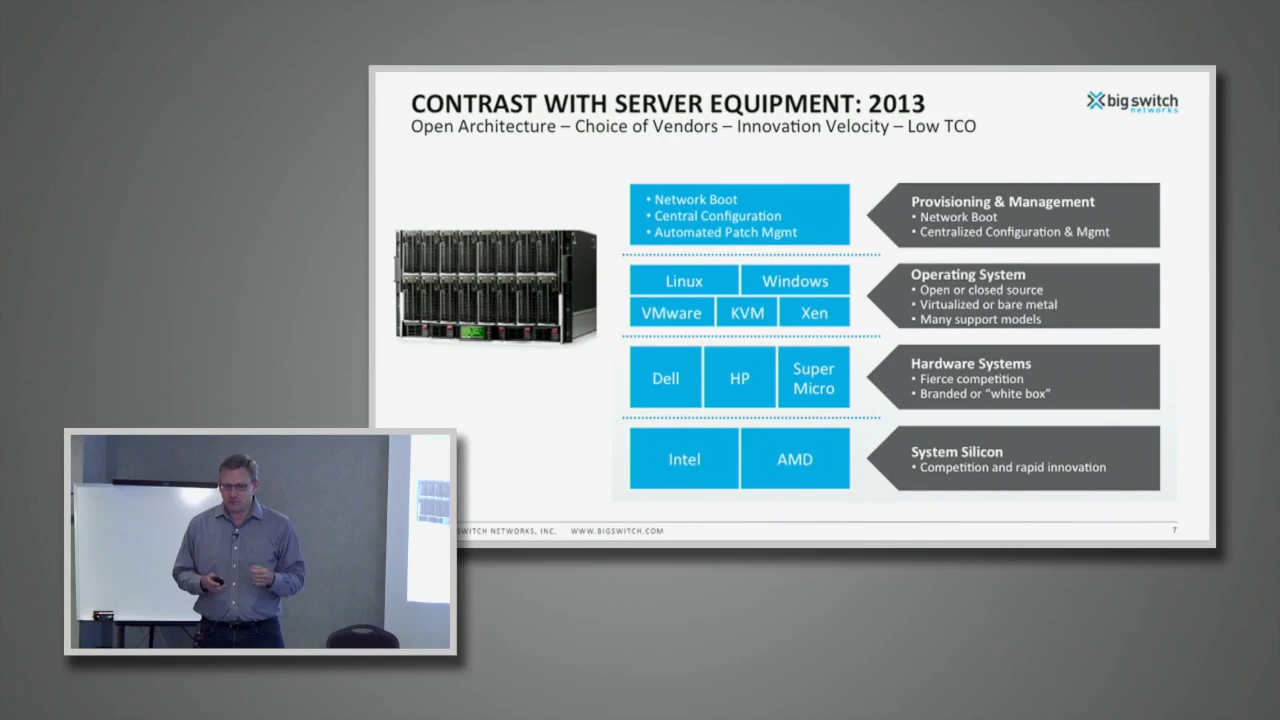 CONTRAST WITH SERVER EQUIPMENT: 2013
Open Architecture – Choice of Vendors – Innovation Velocity – Low TCO
big switch
networks
• Network Boot
• Central Configuration
• Automated Patch Mgmt
Provisioning & Management
• Network Boot
• Centralized Configuration & Mgmt
Linux
Windows
VMware
KVM
Xen
Operating System
• Open or closed source
• Virtualized or bare metal
• Many support models
Dell
HP
Super
Micro
Hardware Systems
• Fierce competition
• Branded or “white box”
Intel
AMD
System Silicon
• Competition and rapid innovation
SWITCH NETWORKS, INC. WWW.BIGSWITCH.COM
7